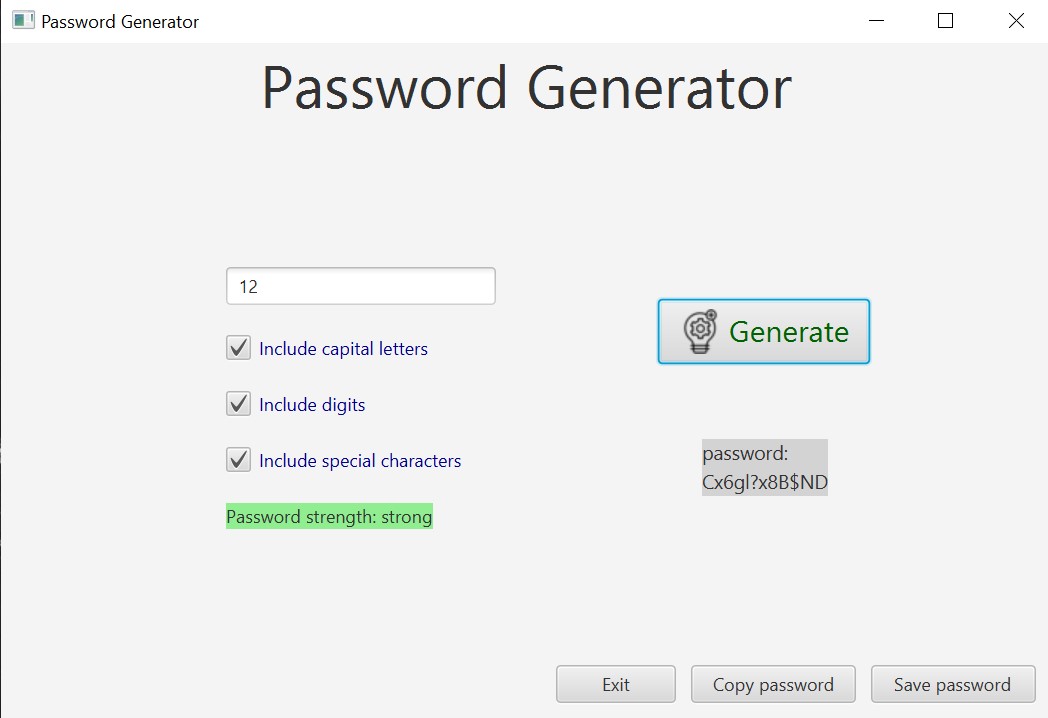 Password Generator
Password Generator
12
Include capital letters
Include digits
Include special characters
Password strength: strong
Generate
password:
Cx6gl?x8B$ND
Exit
Copy password
Save password